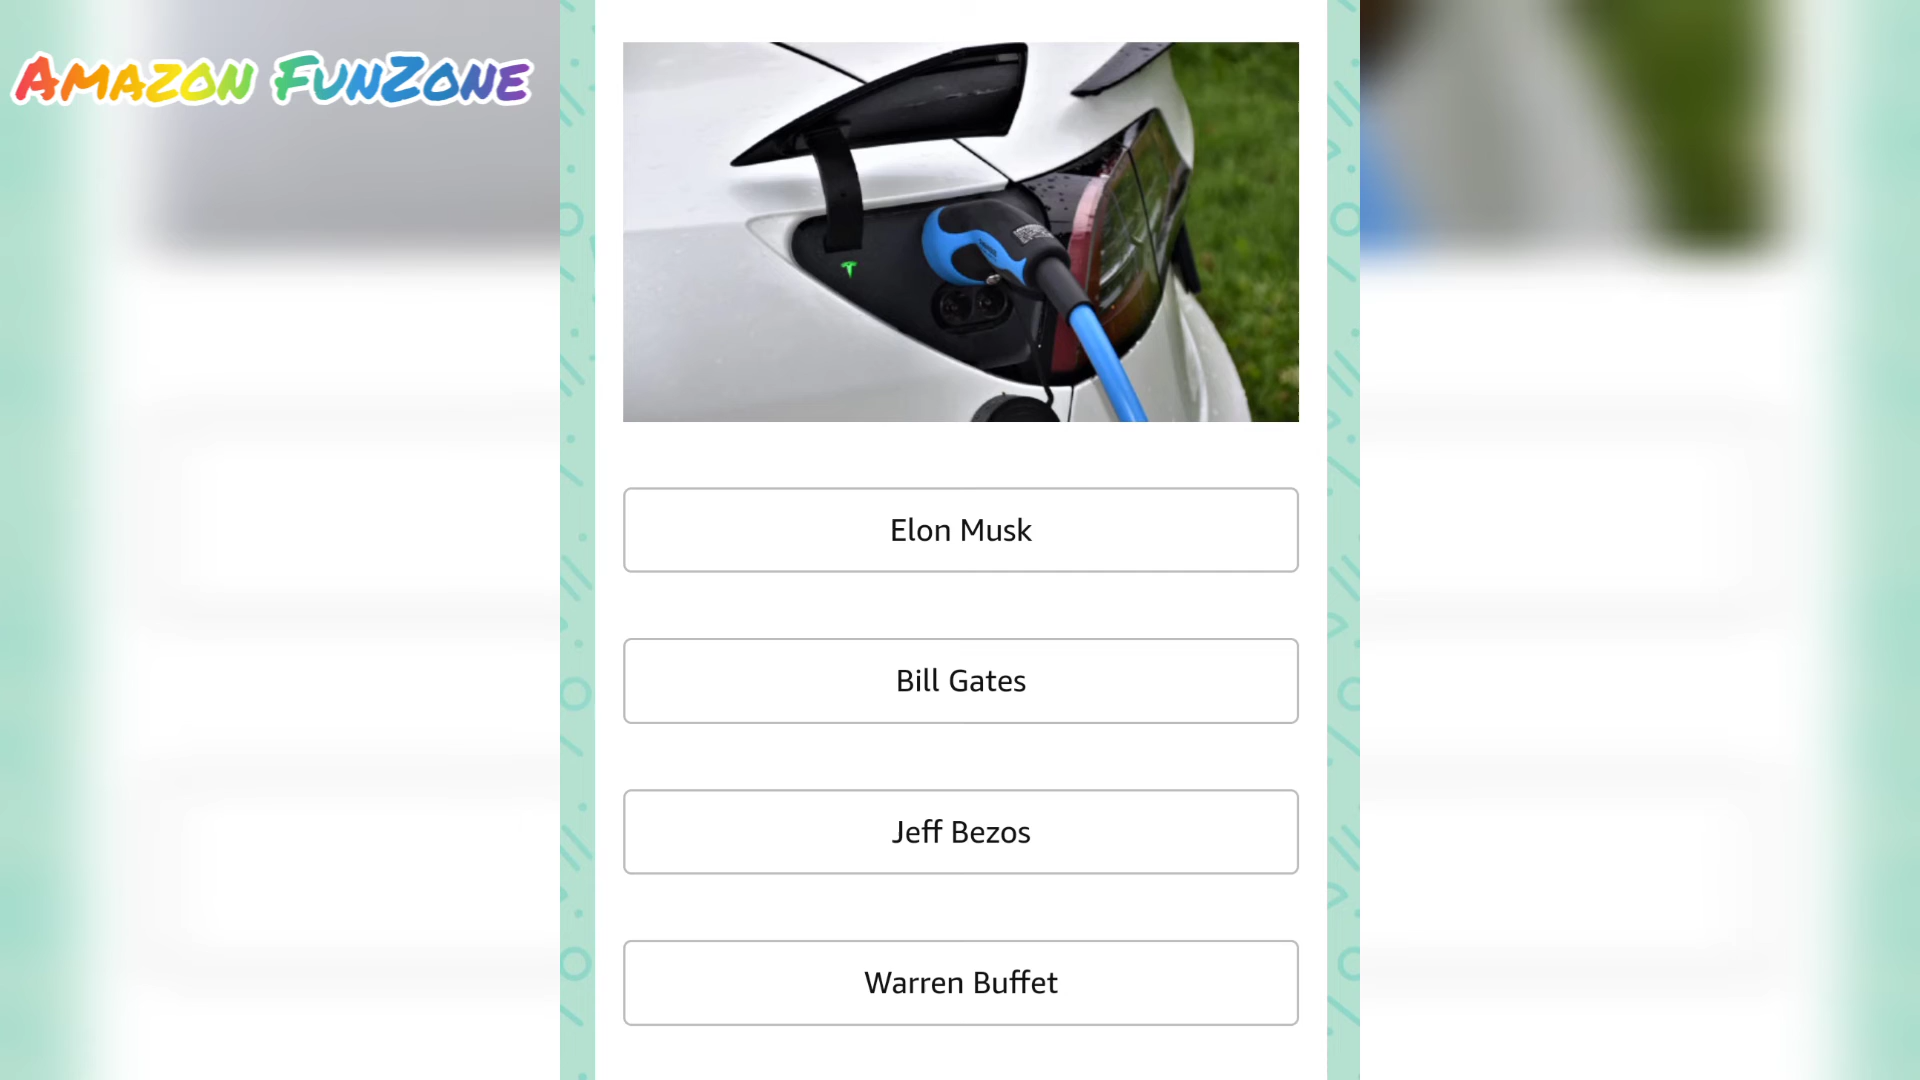 Amazon FunZone
Elon Musk
Bill Gates
Jeff Bezos
Warren Buffet